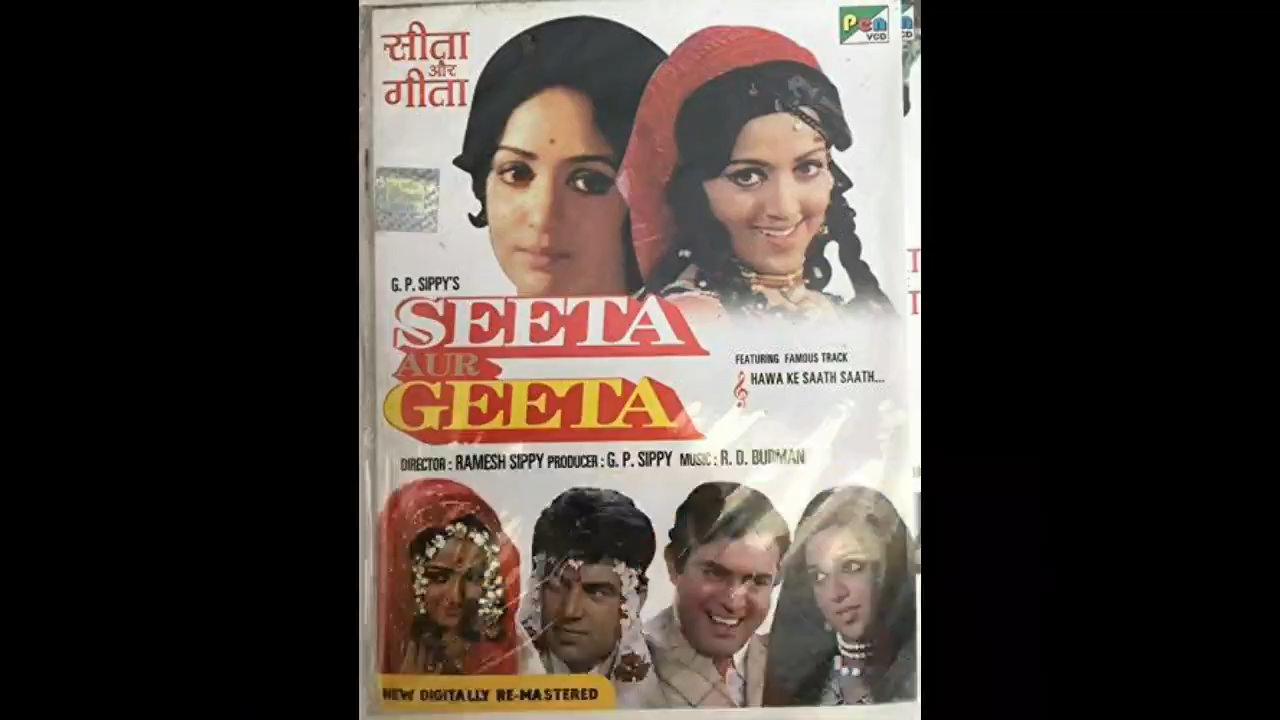 सीता
और
गीता
Pen
VCD
G. P. SIPPY'S
SEETA
AUR
GEETA
FEATURING FAMOUS TRACK
HAWA KE SAATH SAATH...
DIRECTOR : RAMESH SIPPY PRODUCER : G. P. SIPPY MUSIC : R. D. BURMAN
NEW DIGITALLY RE-MASTERED